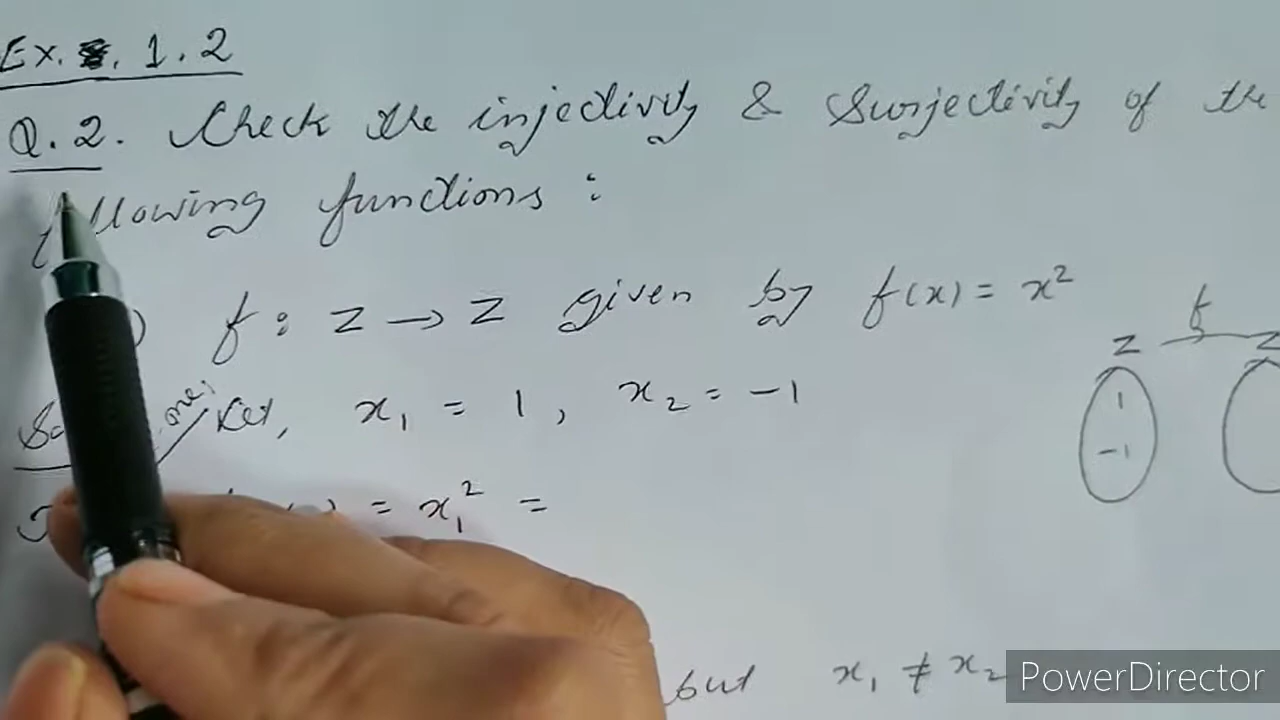 Ex. 1.2
Q.2. Check the injectivity & Surjectivity of the
following functions :
) f : Z → Z given by f(x) = x²
f
Z Z
one: Let, x₁ = 1, x₂ = -1
1
-1
= x₁² =
but x₁ ≠ x₂
PowerDirector